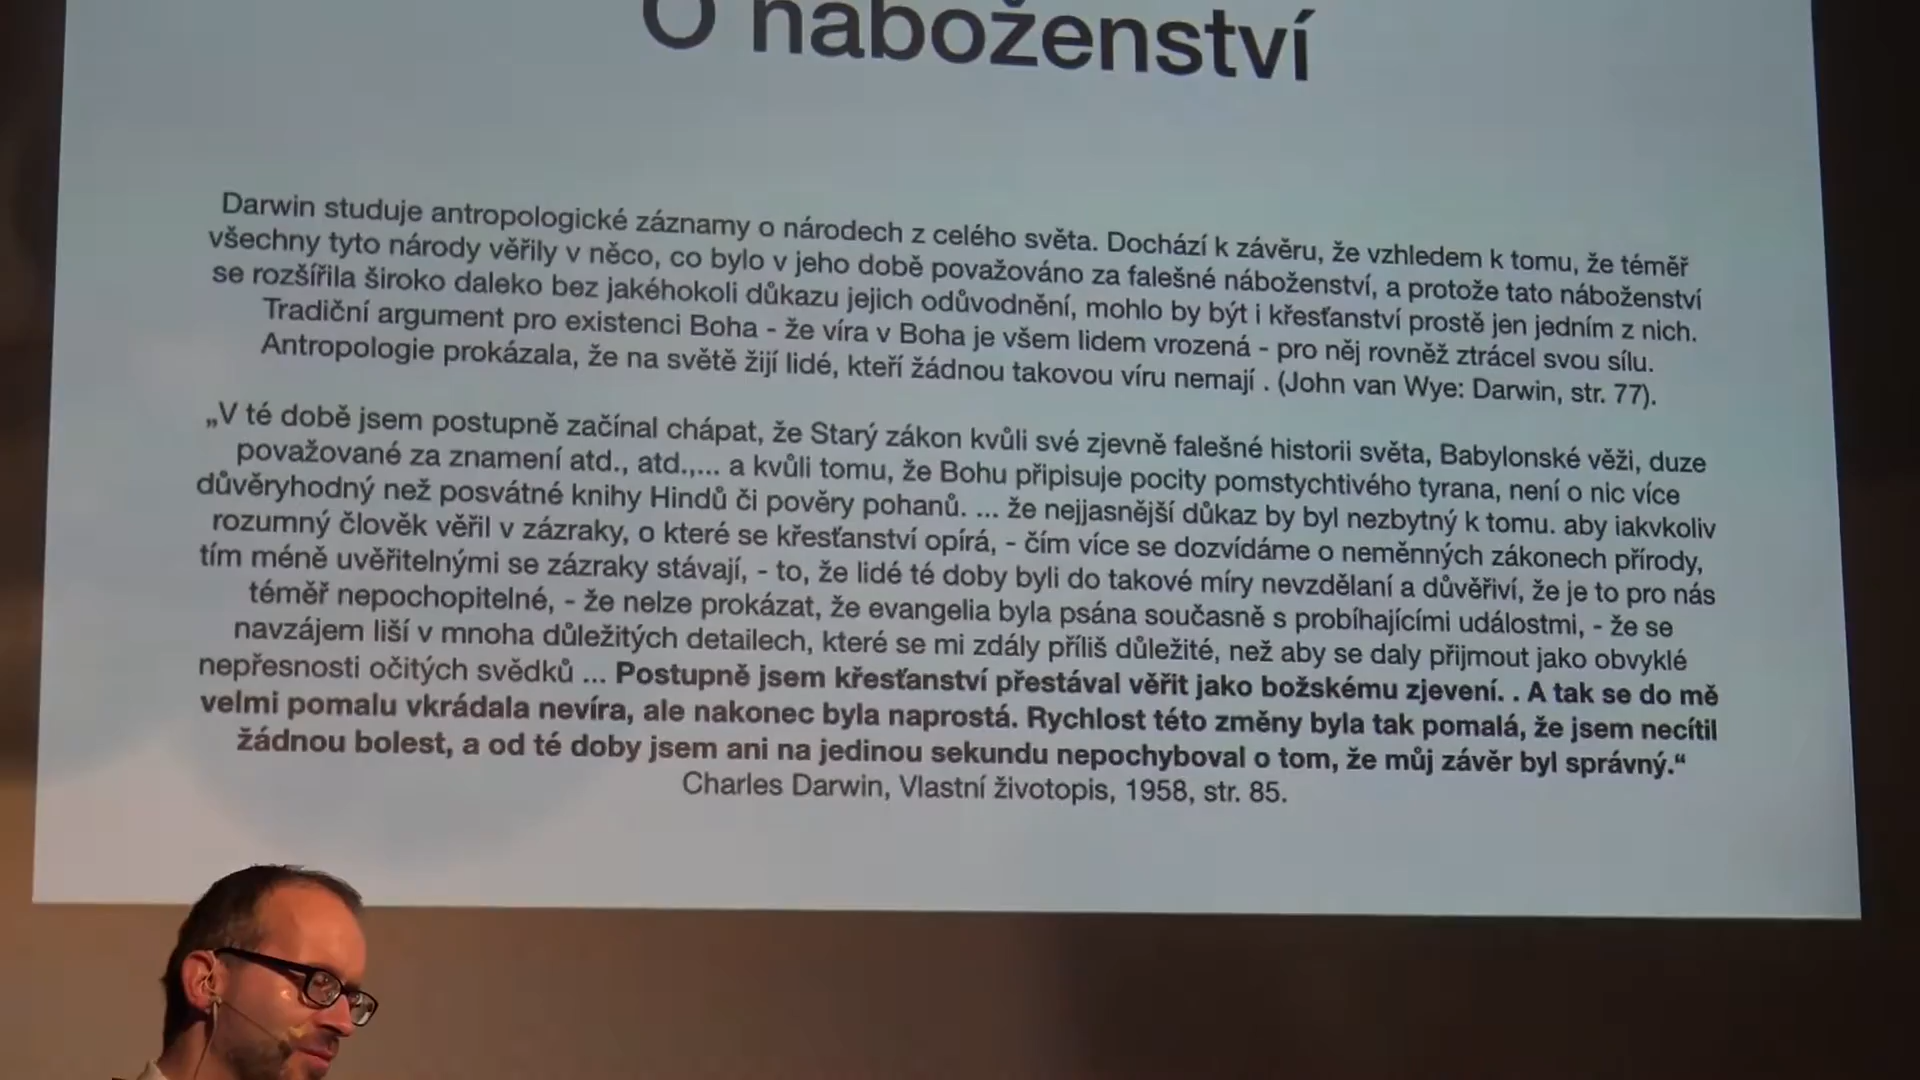 O náboženství
Darwin studuje antropologické záznamy o národech z celého světa. Dochází k závěru, že vzhledem k tomu, že téměř
všechny tyto národy věřily v něco, co bylo v jeho době považováno za falešné náboženství, a protože tato náboženství
se rozšířila široko daleko bez jakéhokoli důkazu jejich odůvodnění, mohlo by být i křesťanství prostě jen jedním z nich.
Tradiční argument pro existenci Boha - že víra v Boha je všem lidem vrozená - pro něj rovněž ztrácel svou sílu.
Antropologie prokázala, že na světě žijí lidé, kteří žádnou takovou víru nemají . (John van Wye: Darwin, str. 77).
„V té době jsem postupně začínal chápat, že Starý zákon kvůli své zjevně falešné historii světa, Babylonské věži, duze
považované za znamení atd., atd.,... a kvůli tomu, že Bohu připisuje pocity pomstychtivého tyrana, není o nic více
důvěryhodný než posvátné knihy Hindů či pověry pohanů. ... že nejjasnější důkaz by byl nezbytný k tomu. aby iakvkoliv
rozumný člověk věřil v zázraky, o které se křesťanství opírá, - čím více se dozvídáme o neměnných zákonech přírody,
tím méně uvěřitelnými se zázraky stávají, - to, že lidé té doby byli do takové míry nevzdělaní a důvěřiví, že je to pro nás
téměř nepochopitelné, - že nelze prokázat, že evangelia byla psána současně s probíhajícími událostmi, - že se
navzájem liší v mnoha důležitých detailech, které se mi zdály příliš důležité, než aby se daly přijmout jako obvyklé
nepřesnosti očitých svědků ... Postupně jsem křesťanství přestával věřit jako božskému zjevení. . A tak se do mě
velmi pomalu vkrádala nevíra, ale nakonec byla naprostá. Rychlost této změny byla tak pomalá, že jsem necítil
žádnou bolest, a od té doby jsem ani na jedinou sekundu nepochyboval o tom, že můj závěr byl správný.“
Charles Darwin, Vlastní životopis, 1958, str. 85.